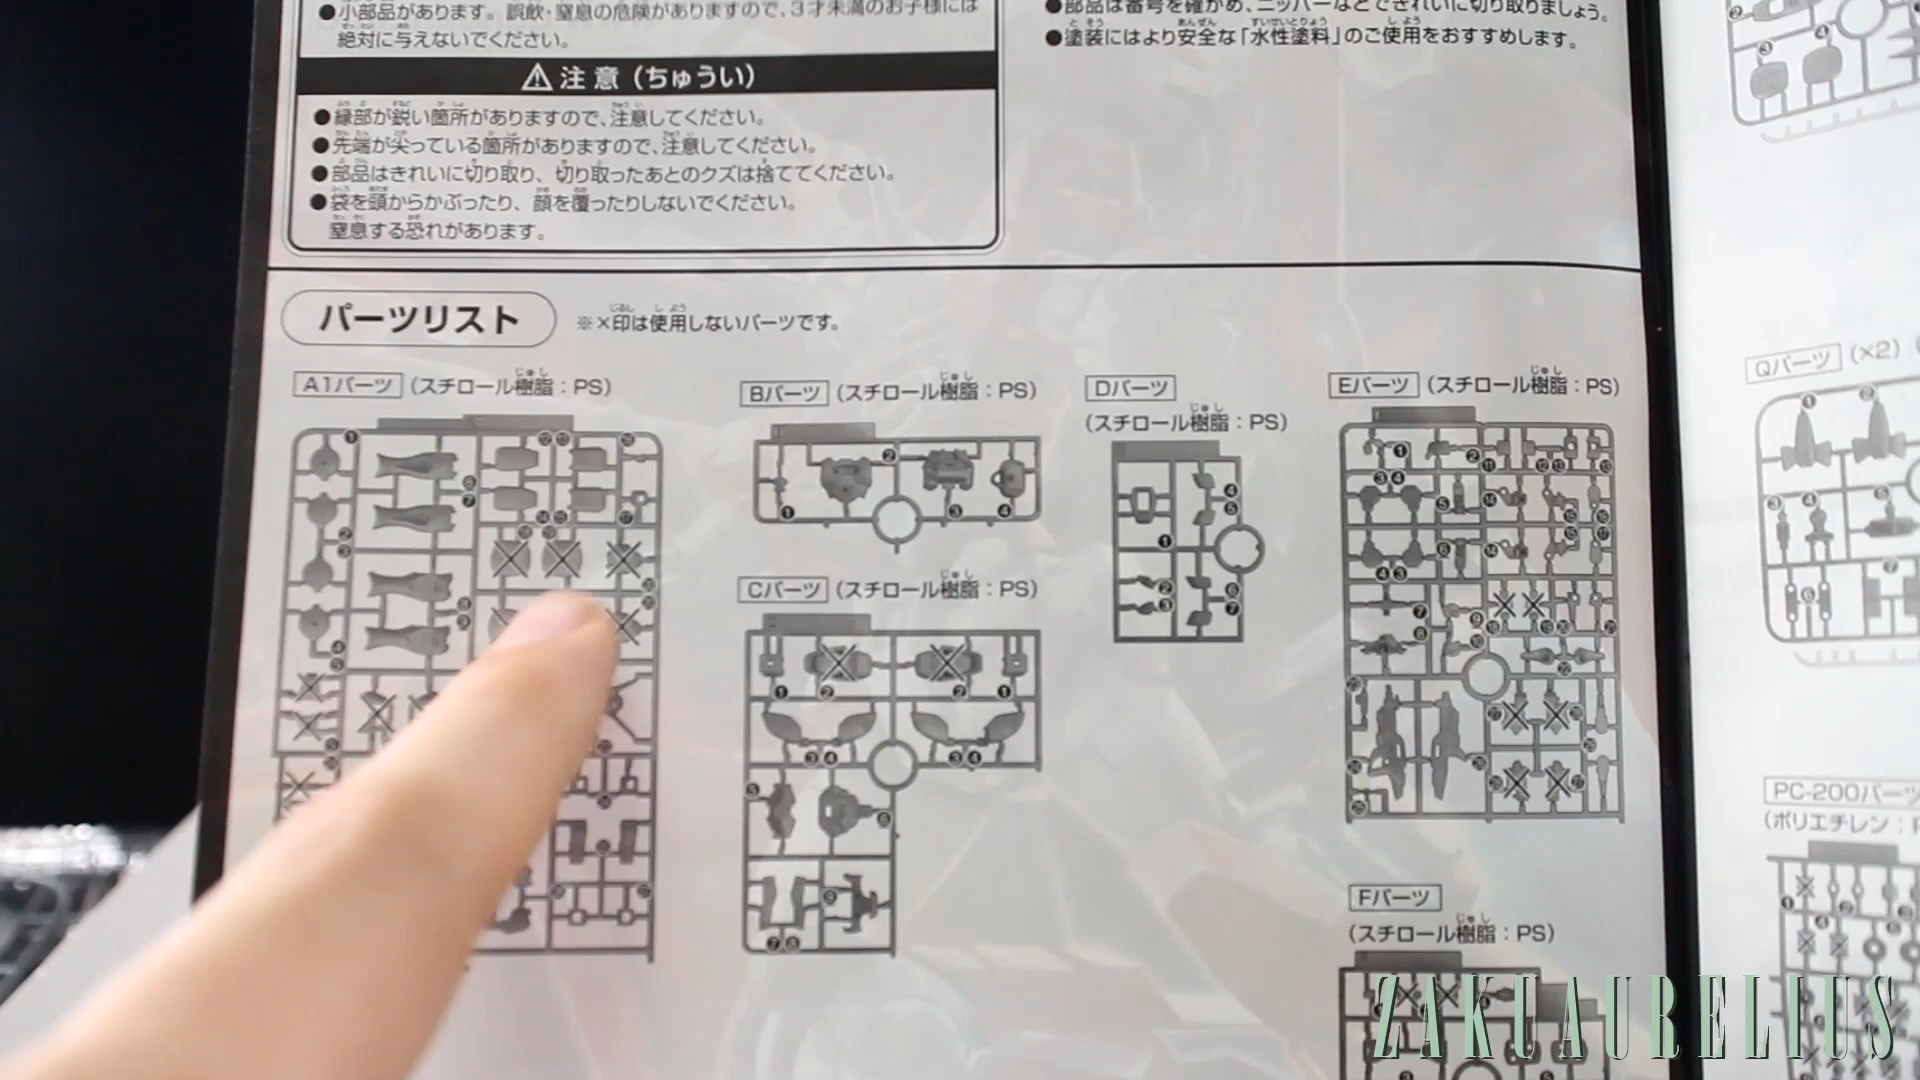 ●小部品があります。誤飲・窒息の危険がありますので、3才未満のお子様には
絶対に与えないでください。
注意(ちゅうい)
●縁部が鋭い箇所がありますので、注意してください。
●先端が尖っている箇所がありますので、注意してください。
●部品はきれいに切り取り、切り取ったあとのクズは捨ててください。
●袋を頭からかぶったり、顔を覆ったりしないでください。
窒息する恐れがあります。
●部品は番号を確かめ、ニッパーなどできれいに切り取りましょう。
●塗装にはより安全な「水性塗料」のご使用をおすすめします。
パーツリスト
※×印は使用しないパーツです。
A1パーツ (スチロール樹脂:PS)
Bパーツ (スチロール樹脂:PS)
Cパーツ (スチロール樹脂:PS)
Dパーツ
(スチロール樹脂:PS)
Eパーツ (スチロール樹脂:PS)
Fパーツ
(スチロール樹脂:PS)
Qパーツ (×2)
PC-200パーツ
(ポリエチレン:
ZAKUAURELIUS